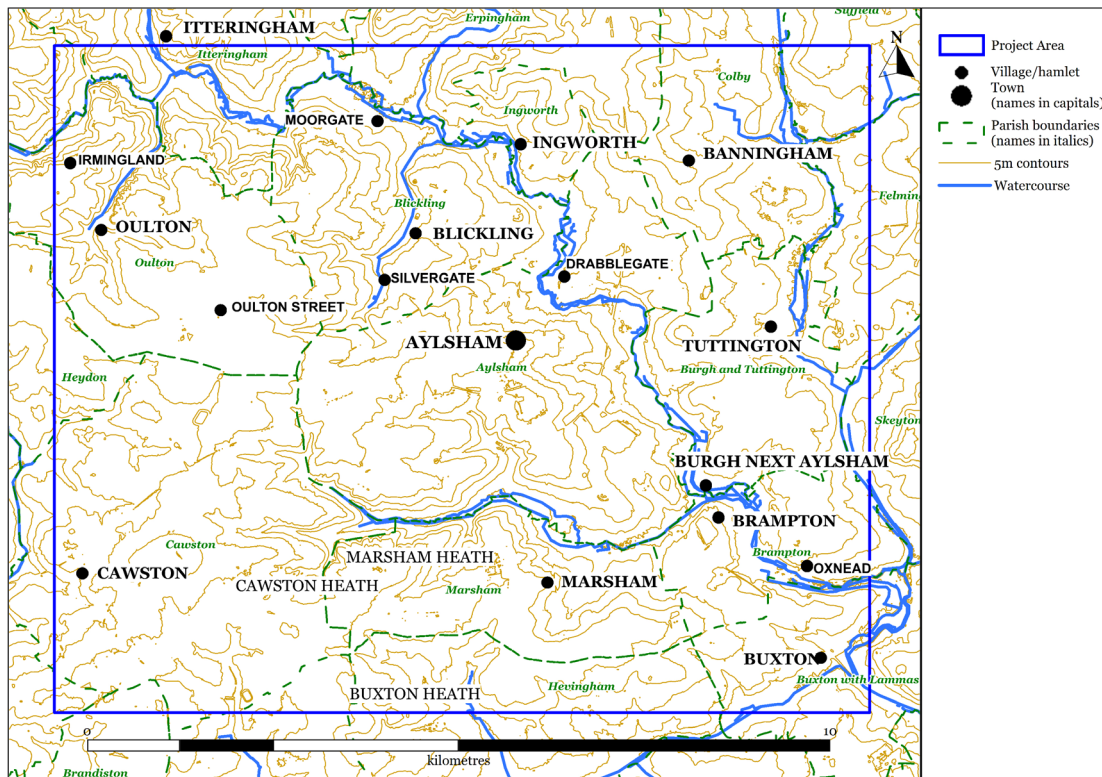 ITTERINGHAM
Erpingham
Suffield
Itteringham
N
Colby
Project Area
Village/hamlet
Town
(names in capitals)
Ingworth
MOORGATE
Parish boundaries
(names in italics)
INGWORTH
IRMINGLAND
BANNINGHAM
5m contours
Watercourse
Felming
Blickling
OULTON
BLICKLING
Oulton
DRABBLEGATE
SILVERGATE
OULTON STREET
AYLSHAM
TUTTINGTON
Aylsham
Burgh and Tuttington
Heydon
Skeyton
BURGH NEXT AYLSHAM
BRAMPTON
Cawston
MARSHAM HEATH
Brampton
CAWSTON
OXNEAD
CAWSTON HEATH
Marsham
MARSHAM
BUXTON
Buxton with Lammas
Hevingham
BUXTON HEATH
0
10
kilometres
Brandiston